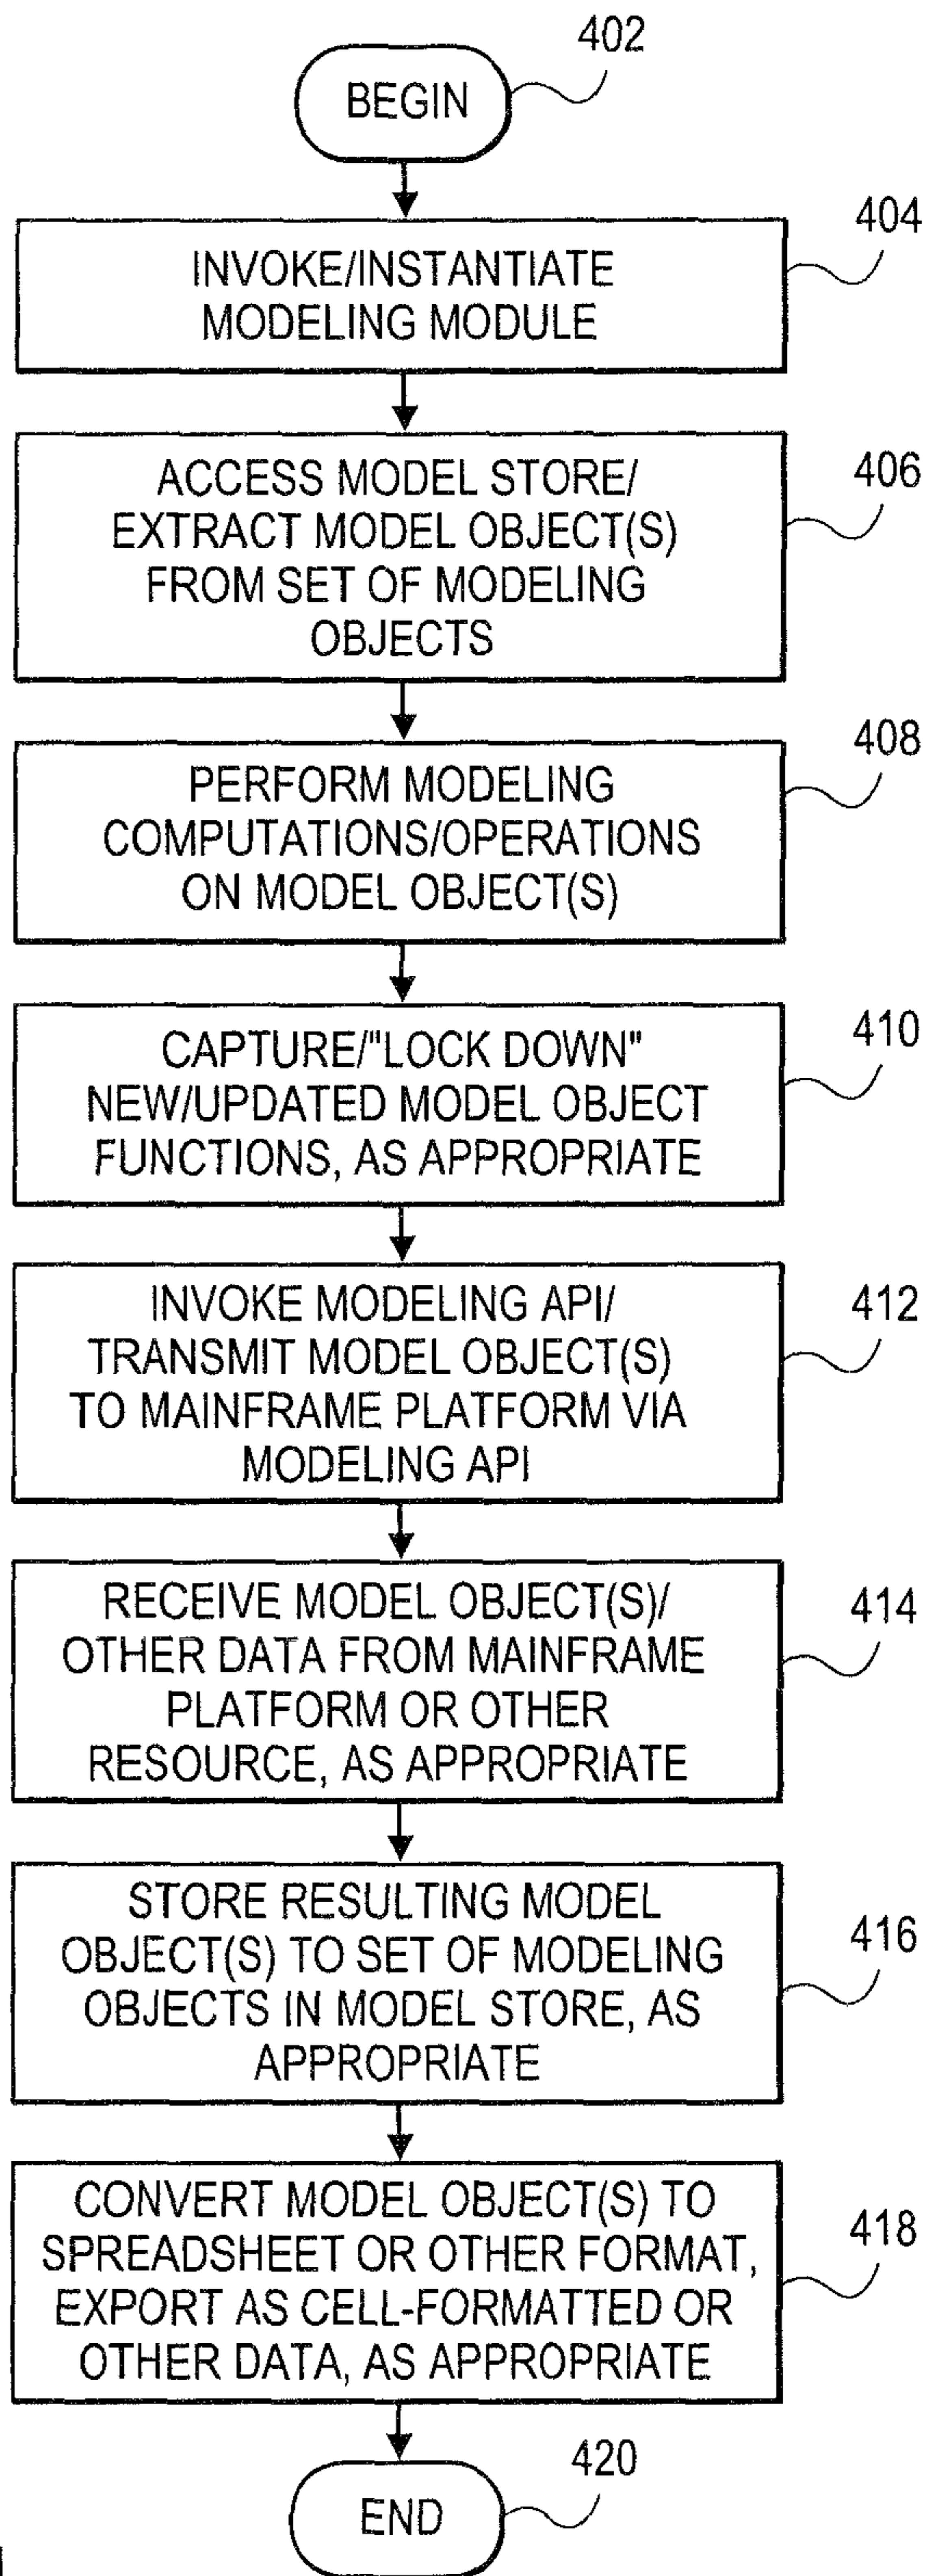 402
BEGIN
404
INVOKE/INSTANTIATE
MODELING MODULE
406
ACCESS MODEL STORE/
EXTRACT MODEL OBJECT(S)
FROM SET OF MODELING
OBJECTS
408
PERFORM MODELING
COMPUTATIONS/OPERATIONS
ON MODEL OBJECT(S)
410
CAPTURE/"LOCK DOWN"
NEW/UPDATED MODEL OBJECT
FUNCTIONS, AS APPROPRIATE
412
INVOKE MODELING API/
TRANSMIT MODEL OBJECT(S)
TO MAINFRAME PLATFORM VIA
MODELING API
414
RECEIVE MODEL OBJECT(S)/
OTHER DATA FROM MAINFRAME
PLATFORM OR OTHER
RESOURCE, AS APPROPRIATE
416
STORE RESULTING MODEL
OBJECT(S) TO SET OF MODELING
OBJECTS IN MODEL STORE, AS
APPROPRIATE
418
CONVERT MODEL OBJECT(S) TO
SPREADSHEET OR OTHER FORMAT,
EXPORT AS CELL-FORMATTED OR
OTHER DATA, AS APPROPRIATE
420
END